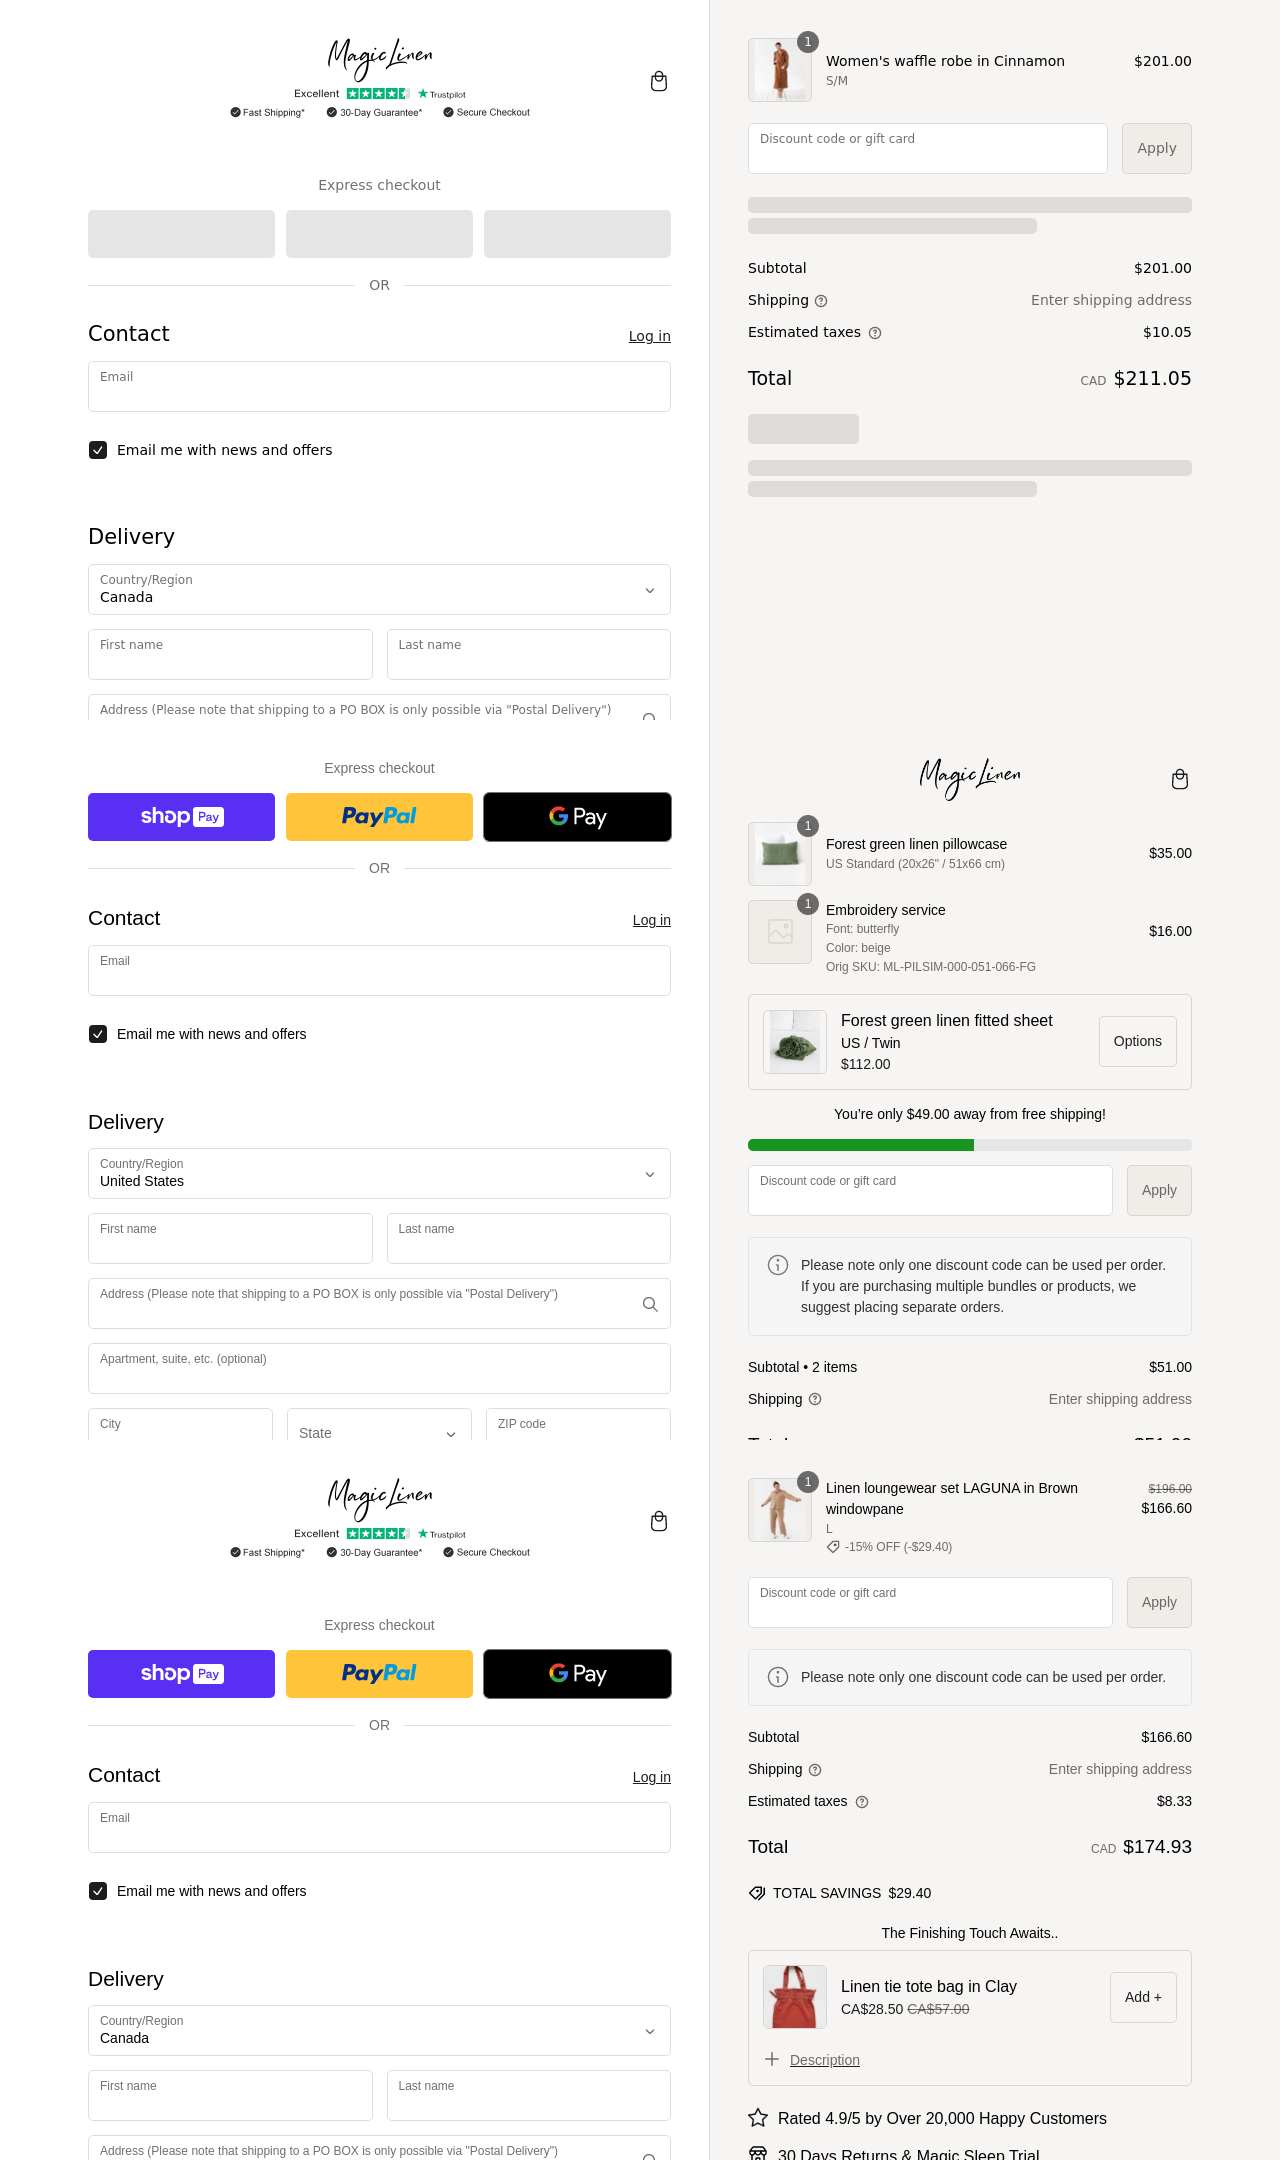 Magic Linen
Excellent Trustpilot
Fast Shipping* 30-Day Guarantee* Secure Checkout
Express checkout
OR
Contact Log in
Email
Email me with news and offers
Delivery
Country/Region
Canada
First name Last name
Address (Please note that shipping to a PO BOX is only possible via "Postal Delivery")
1
Women's waffle robe in Cinnamon $201.00
S/M
Discount code or gift card Apply
Subtotal $201.00
Shipping Enter shipping address
Estimated taxes $10.05
Total CAD $211.05
Express checkout
shop Pay PayPal G Pay
OR
Contact Log in
Email
Email me with news and offers
Delivery
Country/Region
United States
First name Last name
Address (Please note that shipping to a PO BOX is only possible via "Postal Delivery")
Apartment, suite, etc. (optional)
City State ZIP code
Magic Linen
1
Forest green linen pillowcase $35.00
US Standard (20x26" / 51x66 cm)
1
Embroidery service $16.00
Font: butterfly
Color: beige
Orig SKU: ML-PILSIM-000-051-066-FG
Forest green linen fitted sheet
US / Twin
$112.00
Options
You're only $49.00 away from free shipping!
Discount code or gift card Apply
Please note only one discount code can be used per order.
If you are purchasing multiple bundles or products, we
suggest placing separate orders.
Subtotal • 2 items $51.00
Shipping Enter shipping address
Total $51.00
Magic Linen
Excellent Trustpilot
Fast Shipping* 30-Day Guarantee* Secure Checkout
Express checkout
shop Pay PayPal G Pay
OR
Contact Log in
Email
Email me with news and offers
Delivery
Country/Region
Canada
First name Last name
Address (Please note that shipping to a PO BOX is only possible via "Postal Delivery")
1
Linen loungewear set LAGUNA in Brown $196.00
windowpane $166.60
L
-15% OFF (-$29.40)
Discount code or gift card Apply
Please note only one discount code can be used per order.
Subtotal $166.60
Shipping Enter shipping address
Estimated taxes $8.33
Total CAD $174.93
TOTAL SAVINGS $29.40
The Finishing Touch Awaits..
Linen tie tote bag in Clay
CA$28.50 CA$57.00
Add +
Description
Rated 4.9/5 by Over 20,000 Happy Customers
30 Days Returns & Magic Sleep Trial